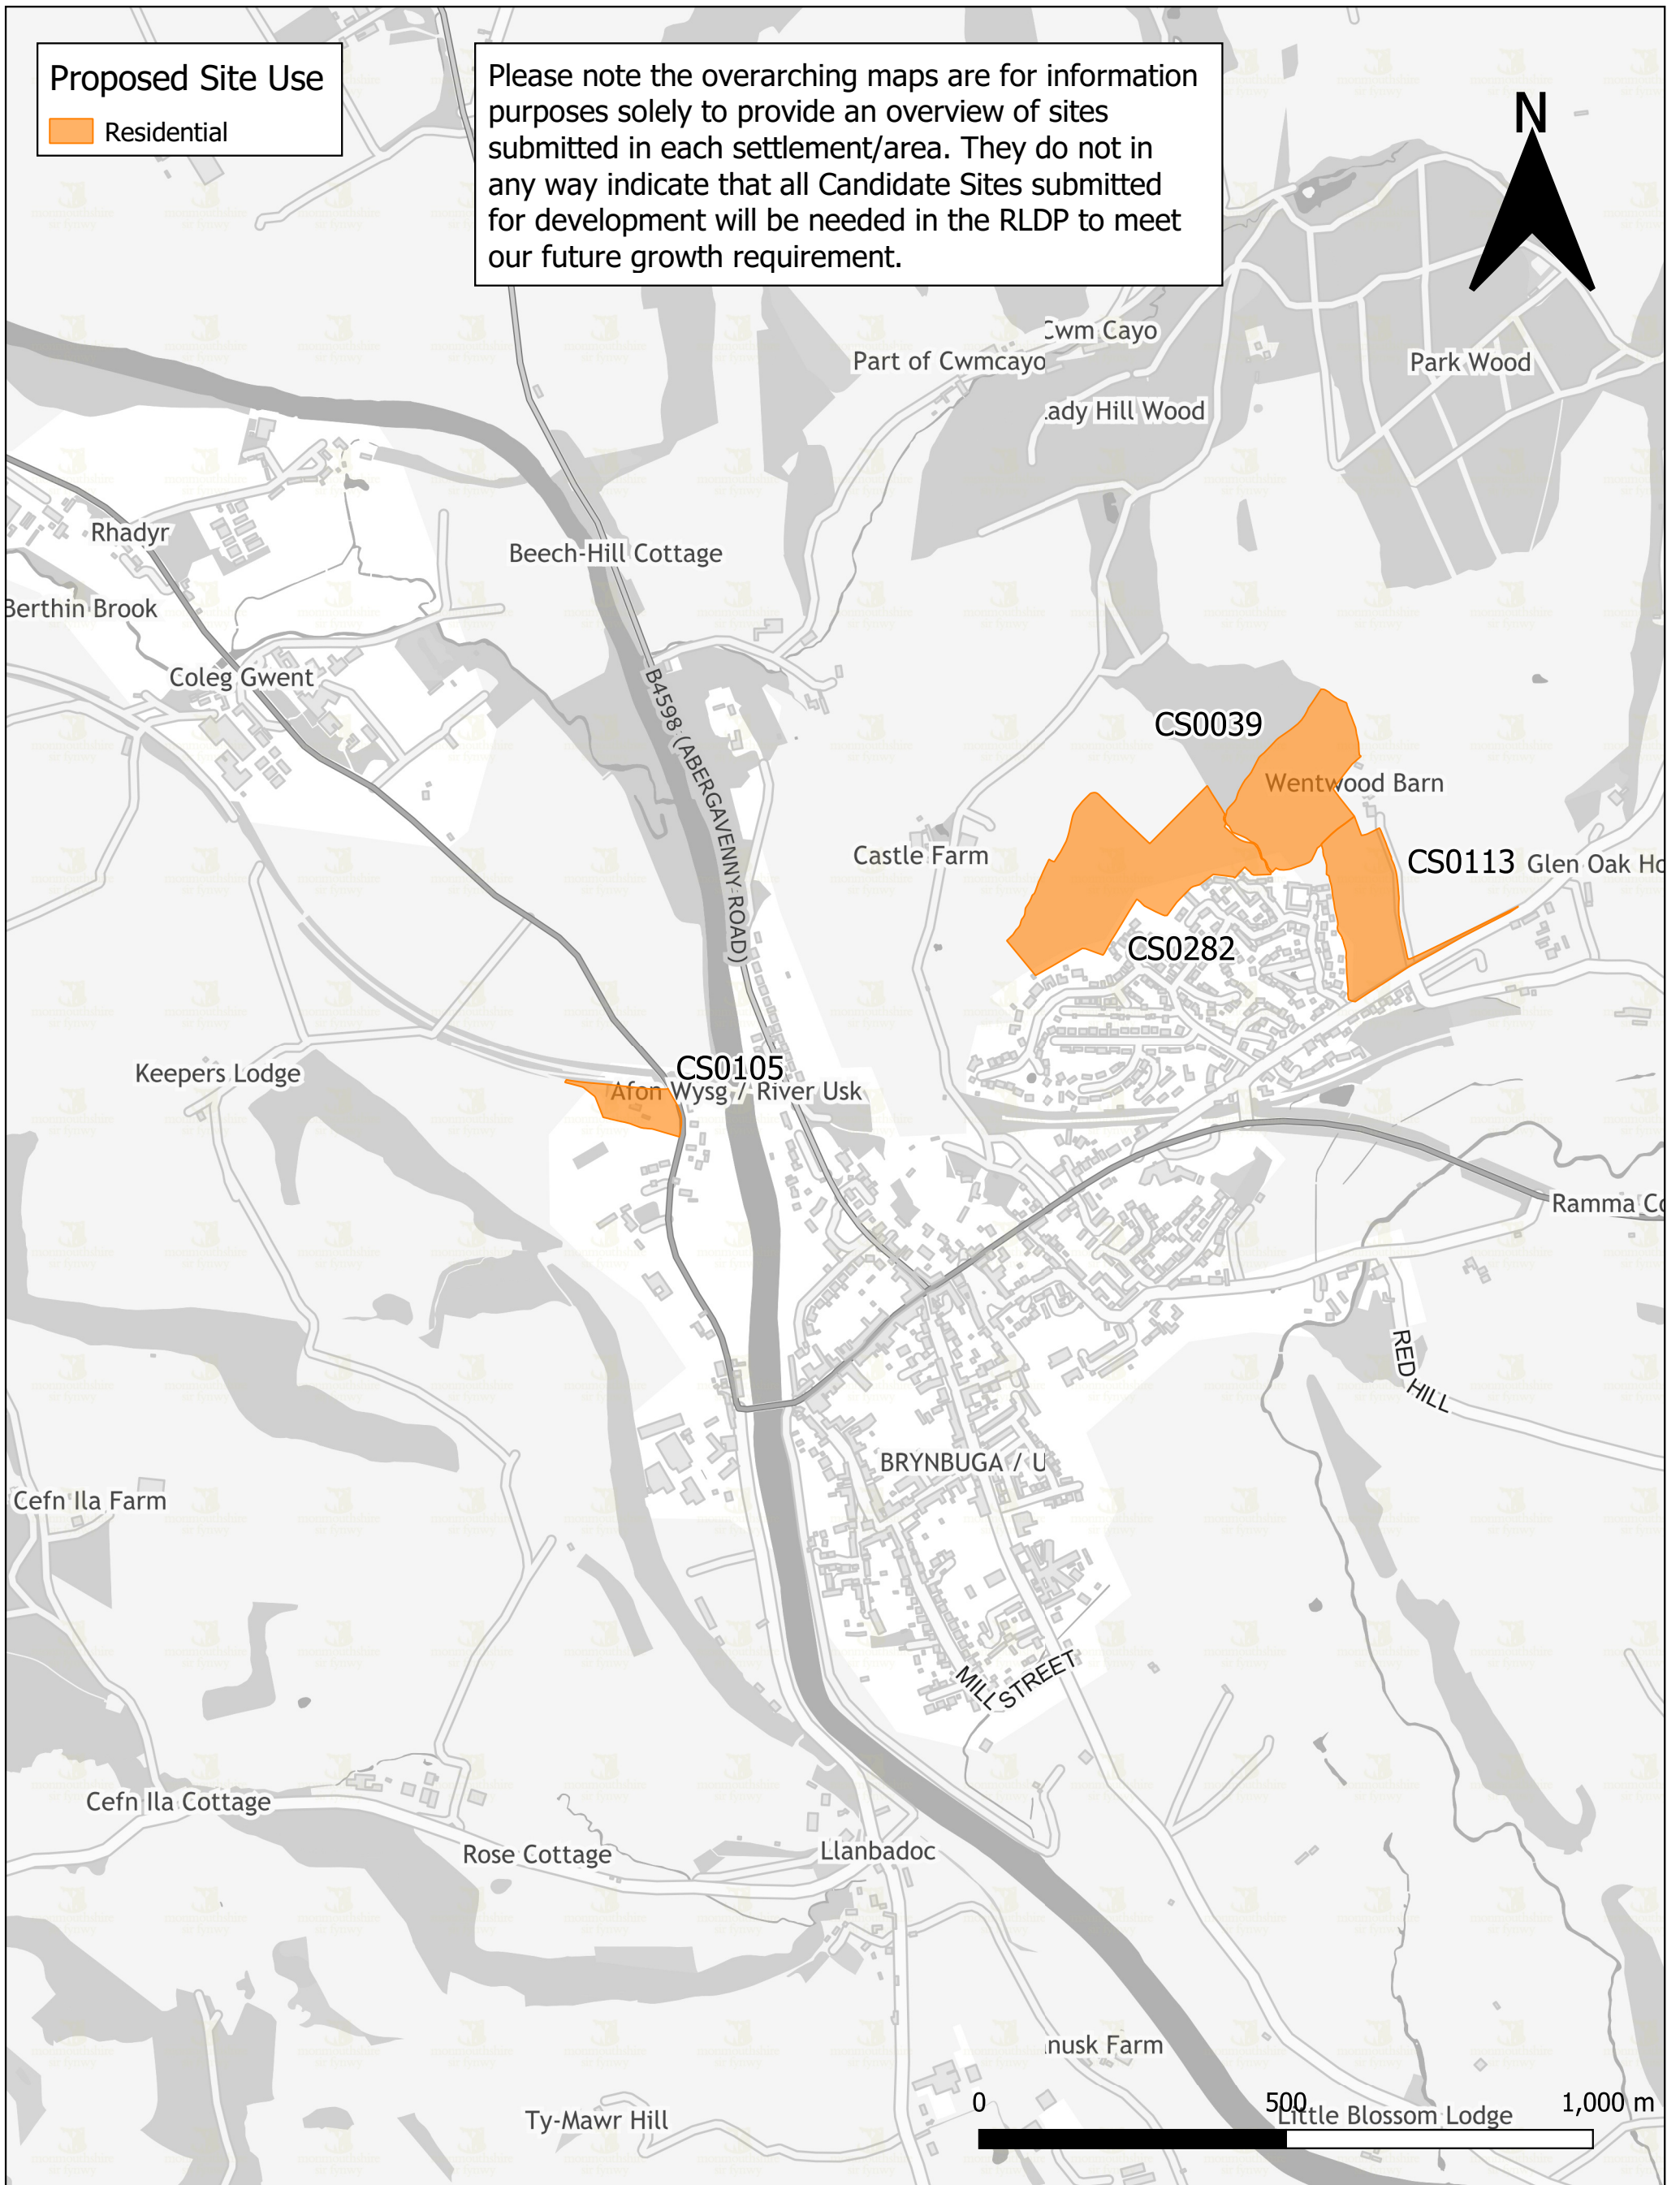 Proposed Site Use
Residential
Please note the overarching maps are for information
purposes solely to provide an overview of sites
submitted in each settlement/area. They do not in
any way indicate that all Candidate Sites submitted
for development will be needed in the RLDP to meet
our future growth requirement.
N
Cwm Cayo
Part of Cwmcayo
Park Wood
Lady Hill Wood
Rhadyr
Beech-Hill Cottage
Berthin Brook
Coleg Gwent
B4598 (ABERGAVENNY ROAD)
CS0039
Wentwood Barn
Castle Farm
CS0113
Glen Oak Ho
CS0282
CS0105
Keepers Lodge
Afon Wysg / River Usk
Ramma Co
RED HILL
BRYNBUGA / U
Cefn Ila Farm
MILL STREET
Cefn Ila Cottage
Rose Cottage
Llanbadoc
nusk Farm
0 500 1,000 m
Little Blossom Lodge
Ty-Mawr Hill